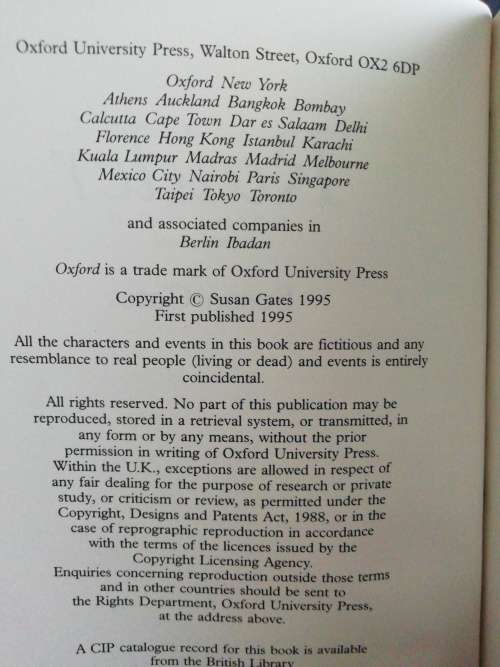 Oxford University Press, Walton Street, Oxford OX2 6DP
Oxford New York
Athens Auckland Bangkok Bombay
Calcutta Cape Town Dar es Salaam Delhi
Florence Hong Kong Istanbul Karachi
Kuala Lumpur Madras Madrid Melbourne
Mexico City Nairobi Paris Singapore
Taipei Tokyo Toronto
and associated companies in
Berlin Ibadan
Oxford is a trade mark of Oxford University Press
Copyright © Susan Gates 1995
First published 1995
All the characters and events in this book are fictitious and any
resemblance to real people (living or dead) and events is entirely
coincidental.
All rights reserved. No part of this publication may be
reproduced, stored in a retrieval system, or transmitted, in
any form or by any means, without the prior
permission in writing of Oxford University Press.
Within the U.K., exceptions are allowed in respect of
any fair dealing for the purpose of research or private
study, or criticism or review, as permitted under the
Copyright, Designs and Patents Act, 1988, or in the
case of reprographic reproduction in accordance
with the terms of the licences issued by the
Copyright Licensing Agency.
Enquiries concerning reproduction outside those terms
and in other countries should be sent to
the Rights Department, Oxford University Press,
at the address above.
A CIP catalogue record for this book is available
from the British Library